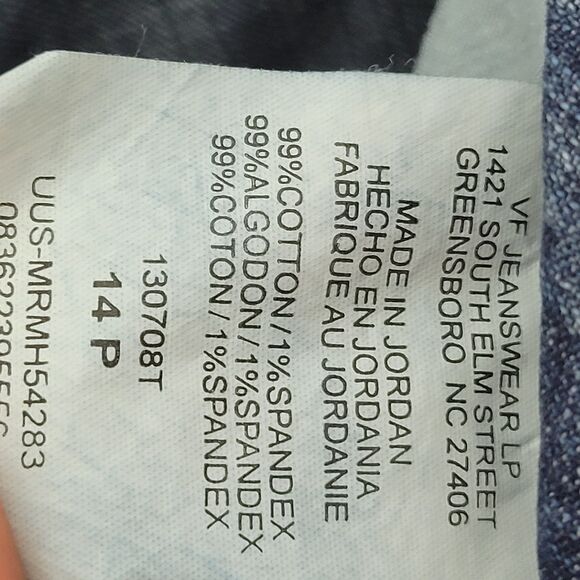 VF JEANSWEAR LP
1421 SOUTH ELM STREET
GREENSBORO NC 27406
MADE IN JORDAN
HECHO EN JORDANIA
FABRIQUE AU JORDANIE
99%COTTON/1%SPANDEX
99%ALGODON/1%SPANDEX
99%COTON/1%SPANDEX
130708T
14 P
UUS-MRMH54283